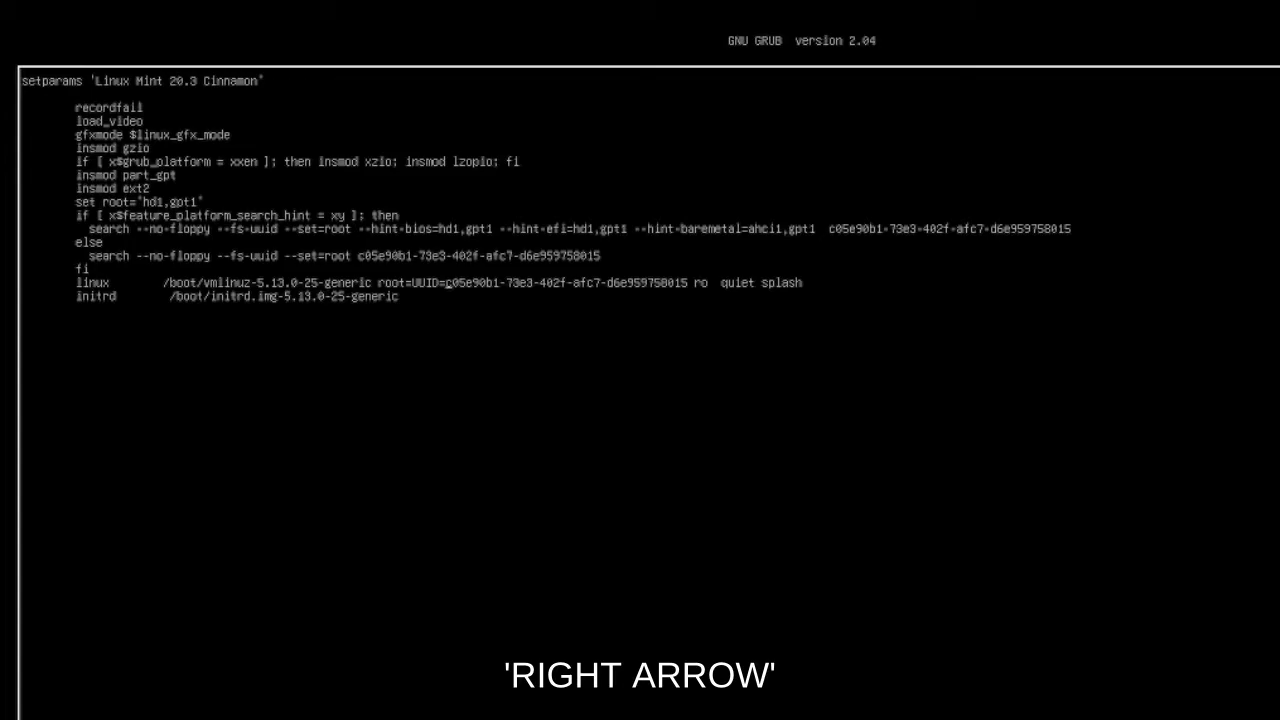 GNU GRUB  version 2.04
setparams 'Linux Mint 20.3 Cinnamon'
recordfail
load_video
gfxmode $linux_gfx_mode
insmod gzio
if [ x$grub_platform = xxen ]; then insmod xzio; insmod lzopio; fi
insmod part_gpt
insmod ext2
set root='hd1,gpt1'
if [ x$feature_platform_search_hint = xy ]; then
search --no-floppy --fs-uuid --set=root --hint-bios=hd1,gpt1 --hint-efi=hd1,gpt1 --hint-baremetal=ahci1,gpt1  c05e90b1-73e3-402f-afc7-d6e959758015
else
search --no-floppy --fs-uuid --set=root c05e90b1-73e3-402f-afc7-d6e959758015
fi
linux /boot/vmlinuz-5.13.0-25-generic root=UUID=c05e90b1-73e3-402f-afc7-d6e959758015 ro  quiet splash
initrd /boot/initrd.img-5.13.0-25-generic
'RIGHT ARROW'